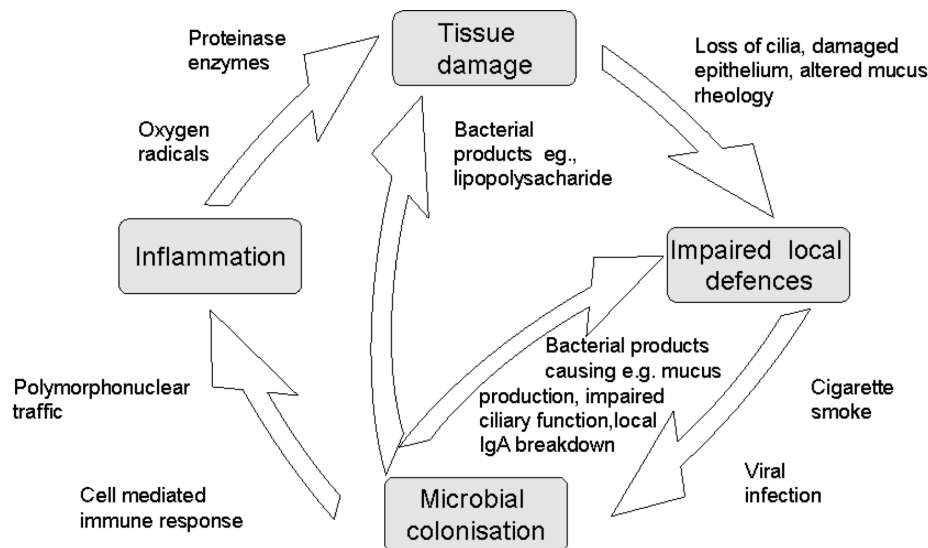 Tissue
damage
Proteinase
enzymes
Loss of cilia, damaged
epithelium, altered mucus
rheology
Oxygen
radicals
Bacterial
products eg.,
lipopolysacharide
Inflammation
Impaired local
defences
Bacterial products
causing e.g. mucus
production, impaired
ciliary function,local
IgA breakdown
Polymorphonuclear
traffic
Cigarette
smoke
Viral
infection
Cell mediated
immune response
Microbial
colonisation